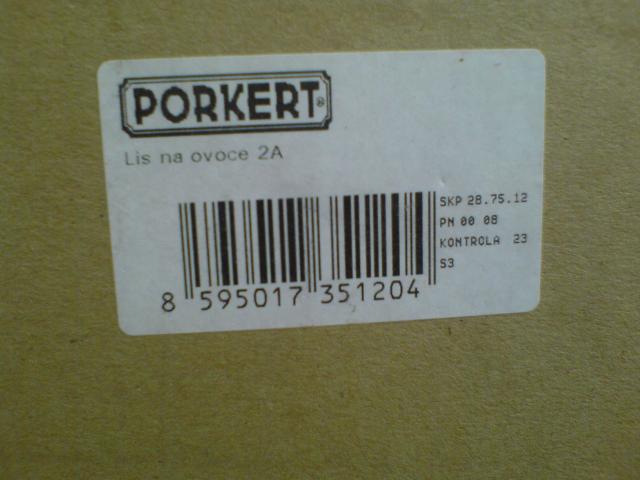 PORKERT®
Lis na ovoce 2A
SKP 28.75.12
PN 00 08
KONTROLA 23
S3
8 595017 351204